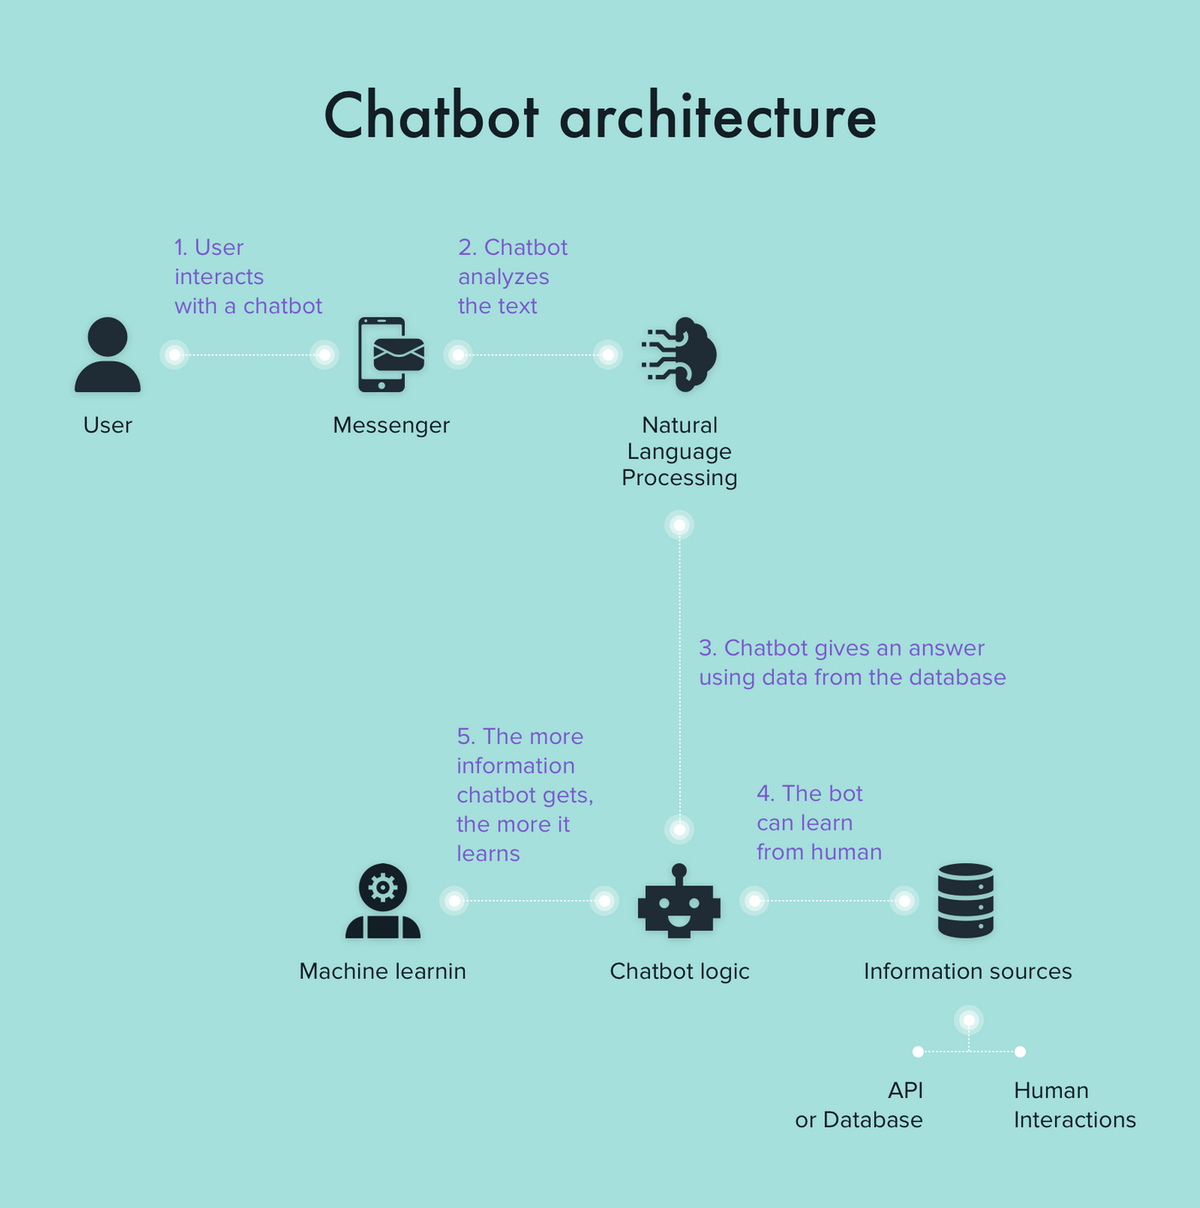 Chatbot architecture
1. User
interacts
with a chatbot
2. Chatbot
analyzes
the text
User
Messenger
Natural
Language
Processing
3. Chatbot gives an answer
using data from the database
5. The more
information
chatbot gets,
the more it
learns
4. The bot
can learn
from human
Machine learnin
Chatbot logic
Information sources
API
or Database
Human
Interactions